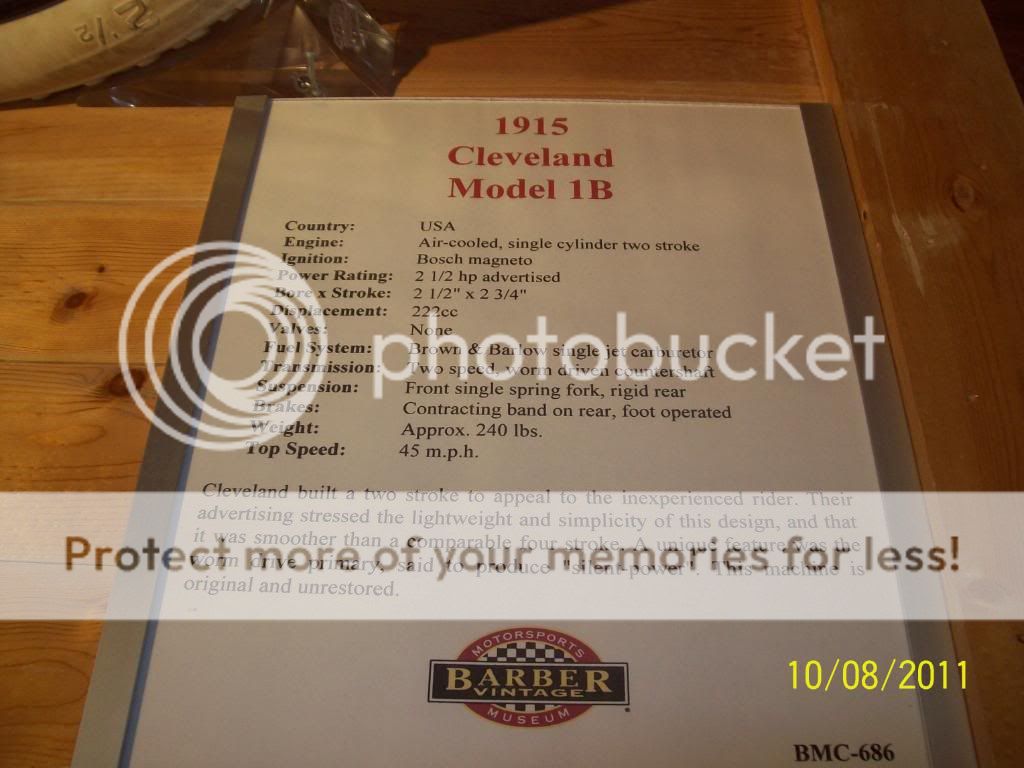 2 1/2
1915
Cleveland
Model 1B
Country: USA
Engine: Air-cooled, single cylinder two stroke
Ignition: Bosch magneto
Power Rating: 2 1/2 hp advertised
Bore x Stroke: 2 1/2" x 2 3/4"
Displacement: 222cc
Valves: None
Fuel System: Brown & Barlow single jet carburetor
Transmission: Two speed, worm driven countershaft
Suspension: Front single spring fork, rigid rear
Brakes: Contracting band on rear, foot operated
Weight: Approx. 240 lbs.
Top Speed: 45 m.p.h.
photobucket
Cleveland built a two stroke to appeal to the inexperienced rider. Their
advertising stressed the lightweight and simplicity of this design, and that
it was smoother than a comparable four stroke. A unique feature was the
worm drive primary, said to produce "silent power". This machine is
original and unrestored.
Protect more of your memories for less!
MOTORSPORTS
BARBER
VINTAGE
MUSEUM
10/08/2011
BMC-686